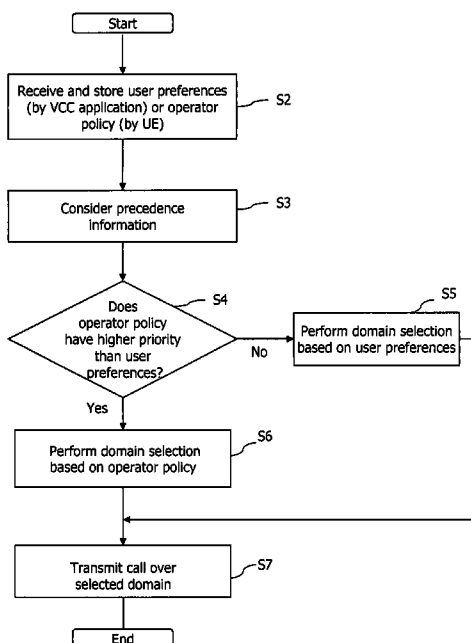 Start
Receive and store user preferences
(by VCC application) or operator
policy (by UE)
S2
Consider precedence
information
S3
Does
operator policy
have higher priority
than user
preferences?
S4
No
Perform domain selection
based on user preferences
S5
Yes
Perform domain selection
based on operator policy
S6
Transmit call over
selected domain
S7
End